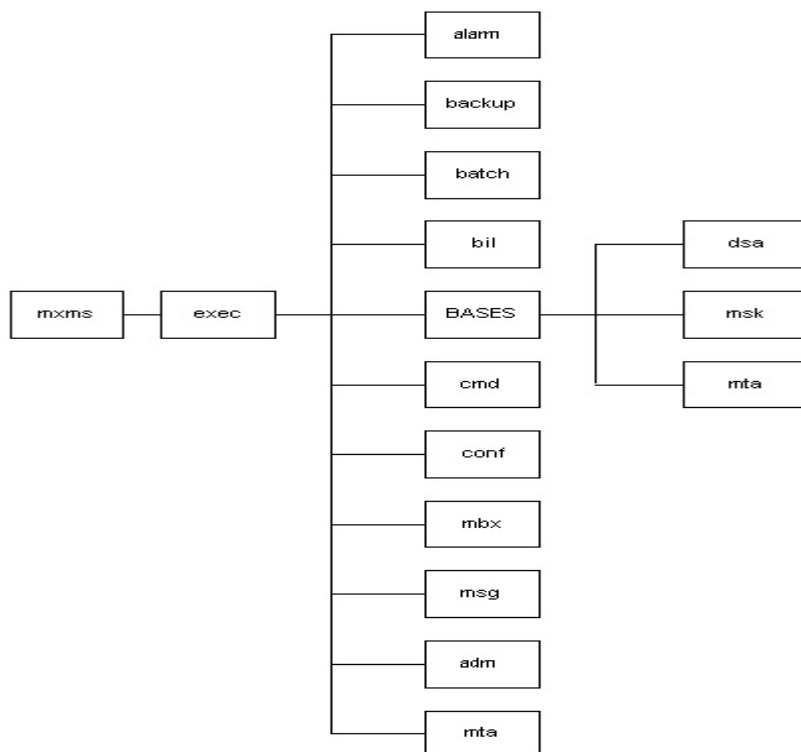 alarm
backup
batch
bil
dsa
mxms
exec
BASES
msk
cmd
mta
conf
mbx
msg
adm
mta